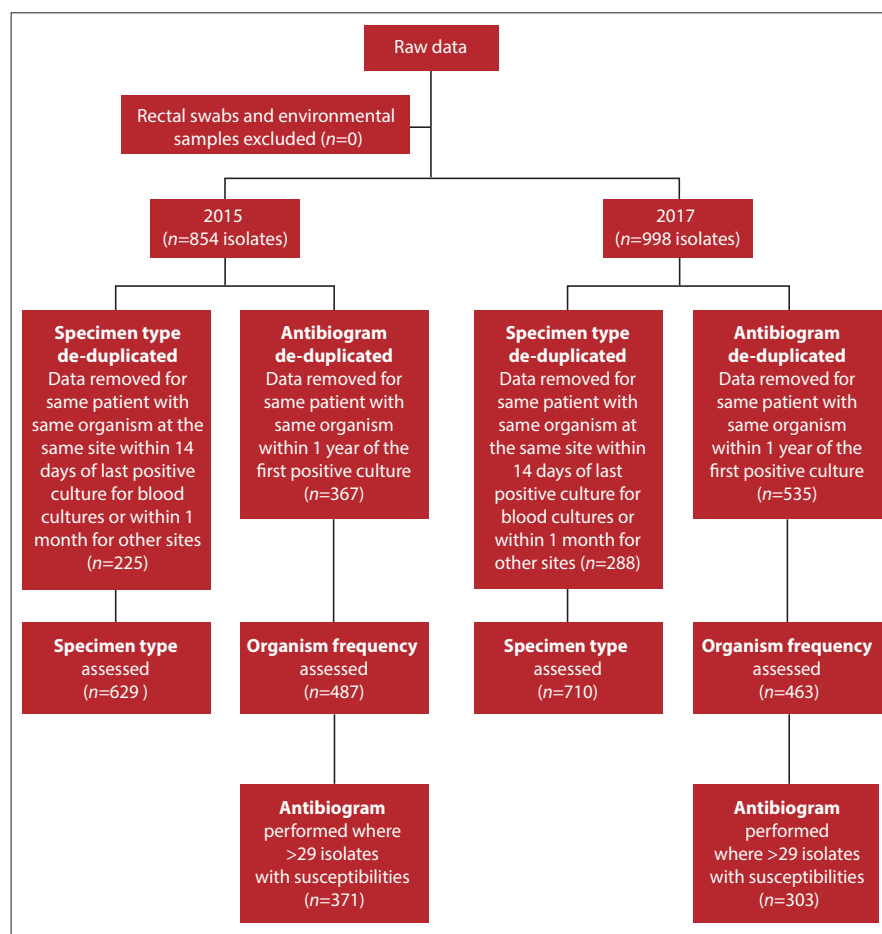 Raw data
Rectal swabs and environmental
samples excluded (n=0)
2015
(n=854 isolates)
2017
(n=998 isolates)
Specimen type
de-duplicated
Data removed for
same patient with
same organism at the
same site within 14
days of last positive
culture for blood
cultures or within 1
month for other sites
(n=225)
Antibiogram
de-duplicated
Data removed for
same patient with
same organism
within 1 year of the
first positive culture
(n=367)
Specimen type
de-duplicated
Data removed for
same patient with
same organism at
the same site within
14 days of last
positive culture for
blood cultures or
within 1 month for
other sites (n=288)
Antibiogram
de-duplicated
Data removed for
same patient with
same organism
within 1 year of the
first positive culture
(n=535)
Specimen type
assessed
(n=629 )
Organism frequency
assessed
(n=487)
Specimen type
assessed
(n=710)
Organism frequency
assessed
(n=463)
Antibiogram
performed where
>29 isolates
with susceptibilities
(n=371)
Antibiogram
performed
where >29 isolates
with susceptibilities
(n=303)